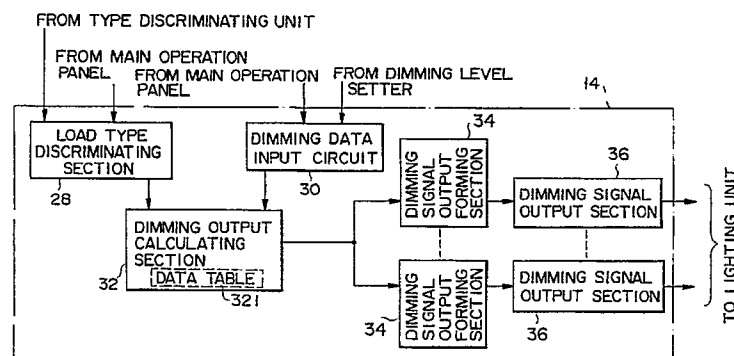 FROM TYPE DISCRIMINATING UNIT
FROM MAIN OPERATION
PANEL
FROM MAIN OPERATION
PANEL
FROM DIMMING LEVEL
SETTER
14
LOAD TYPE
DISCRIMINATING
SECTION
28
DIMMING DATA
INPUT CIRCUIT
30
34
DIMMING
SIGNAL
OUTPUT
FORMING
SECTION
36
DIMMING SIGNAL
OUTPUT SECTION
DIMMING OUTPUT
CALCULATING
SECTION
DATA TABLE
32
321
DIMMING
SIGNAL
OUTPUT
FORMING
SECTION
34
DIMMING SIGNAL
OUTPUT SECTION
36
TO LIGHTING UNIT